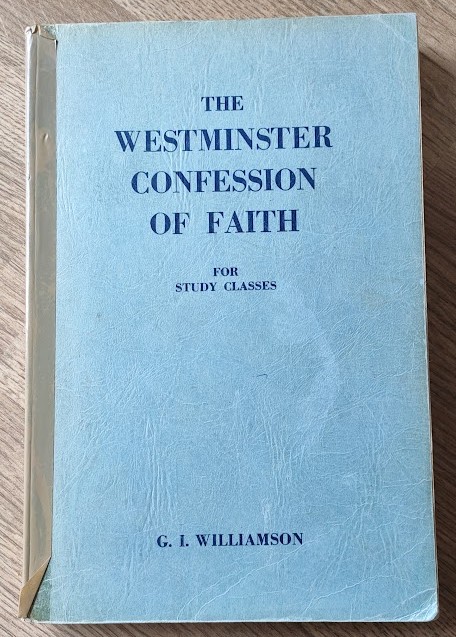 THE
WESTMINSTER
CONFESSION
OF FAITH
FOR
STUDY CLASSES
G. I. WILLIAMSON